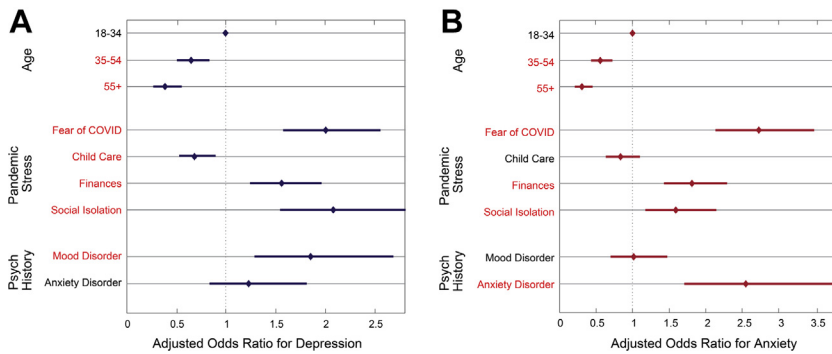 A
Age
18-34
35-54
55+
Pandemic
Stress
Fear of COVID
Child Care
Finances
Social Isolation
Psych
History
Mood Disorder
Anxiety Disorder
0 0.5 1 1.5 2 2.5
Adjusted Odds Ratio for Depression
B
Age
18-34
35-54
55+
Pandemic
Stress
Fear of COVID
Child Care
Finances
Social Isolation
Psych
History
Mood Disorder
Anxiety Disorder
0 0.5 1 1.5 2 2.5 3.0 3.5
Adjusted Odds Ratio for Anxiety